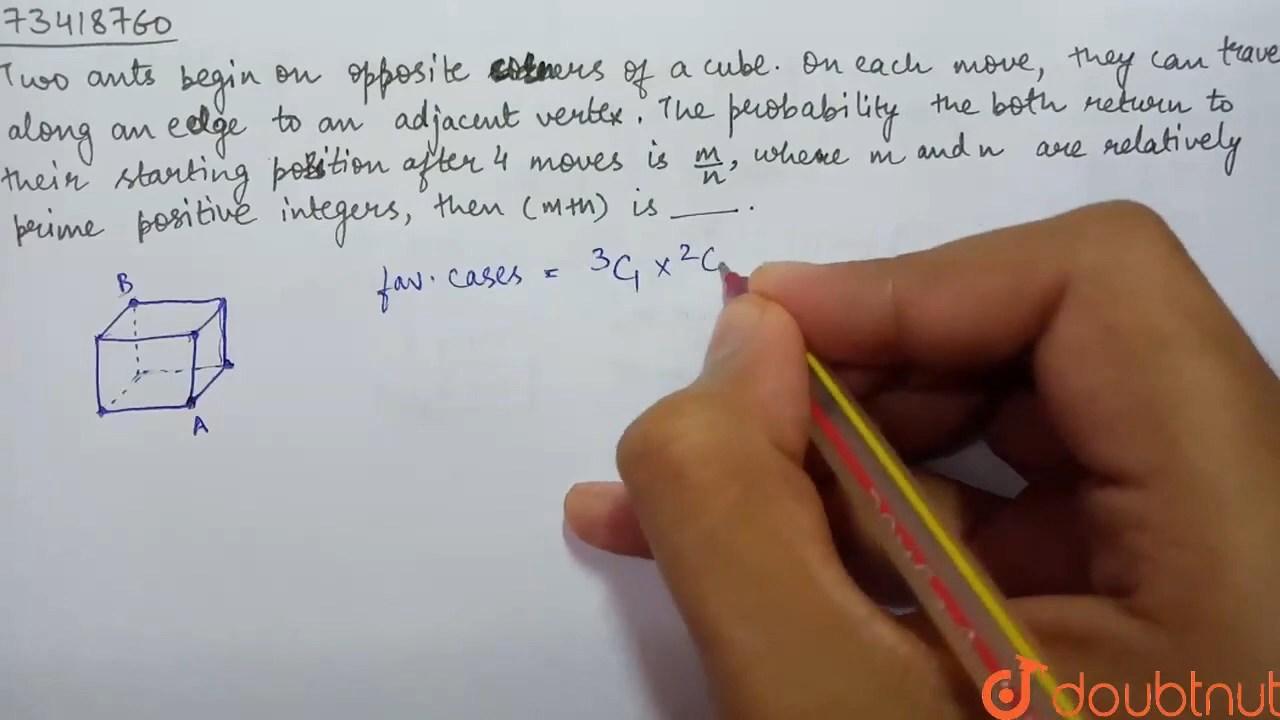 73418760
Two ants begin on opposite corners of a cube. On each move, they can trave
along an edge to an adjacent vertex. The probability the both return to
their starting position after 4 moves is m/n, where m and n are relatively
prime positive integers, then (m+n) is ___.
B
fav. cases = ³C₁ × ²C
A
doubtnut